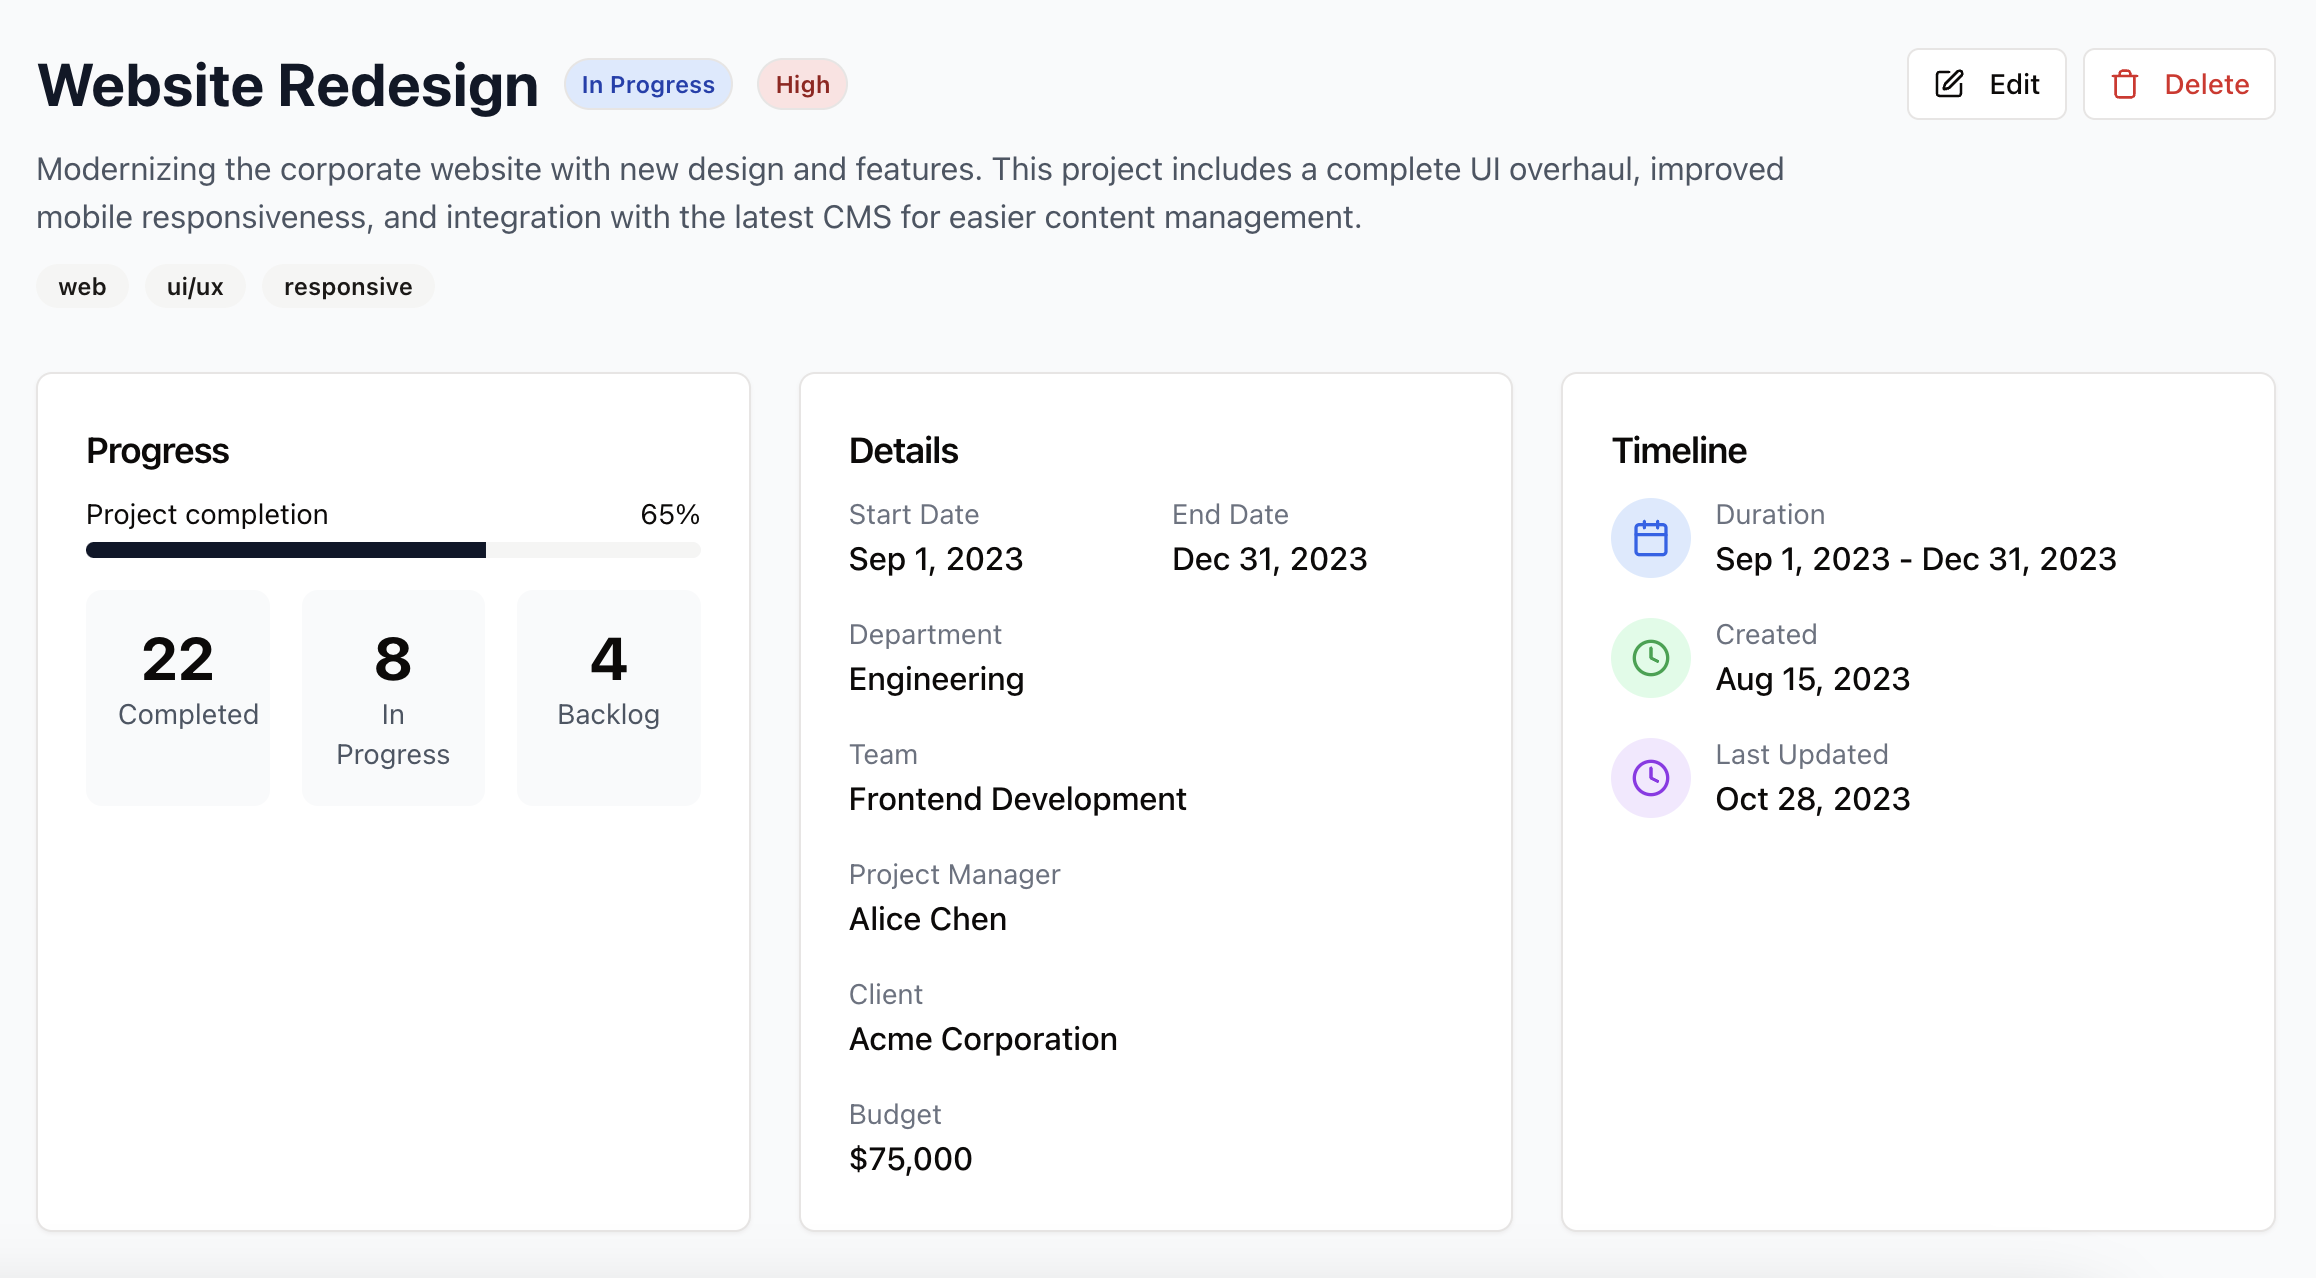 Website Redesign In Progress High Edit Delete
Modernizing the corporate website with new design and features. This project includes a complete UI overhaul, improved
mobile responsiveness, and integration with the latest CMS for easier content management.
web ui/ux responsive
Progress
Project completion 65%
22
Completed
8
In
Progress
4
Backlog
Details
Start Date
Sep 1, 2023
End Date
Dec 31, 2023
Department
Engineering
Team
Frontend Development
Project Manager
Alice Chen
Client
Acme Corporation
Budget
$75,000
Timeline
Duration
Sep 1, 2023 - Dec 31, 2023
Created
Aug 15, 2023
Last Updated
Oct 28, 2023